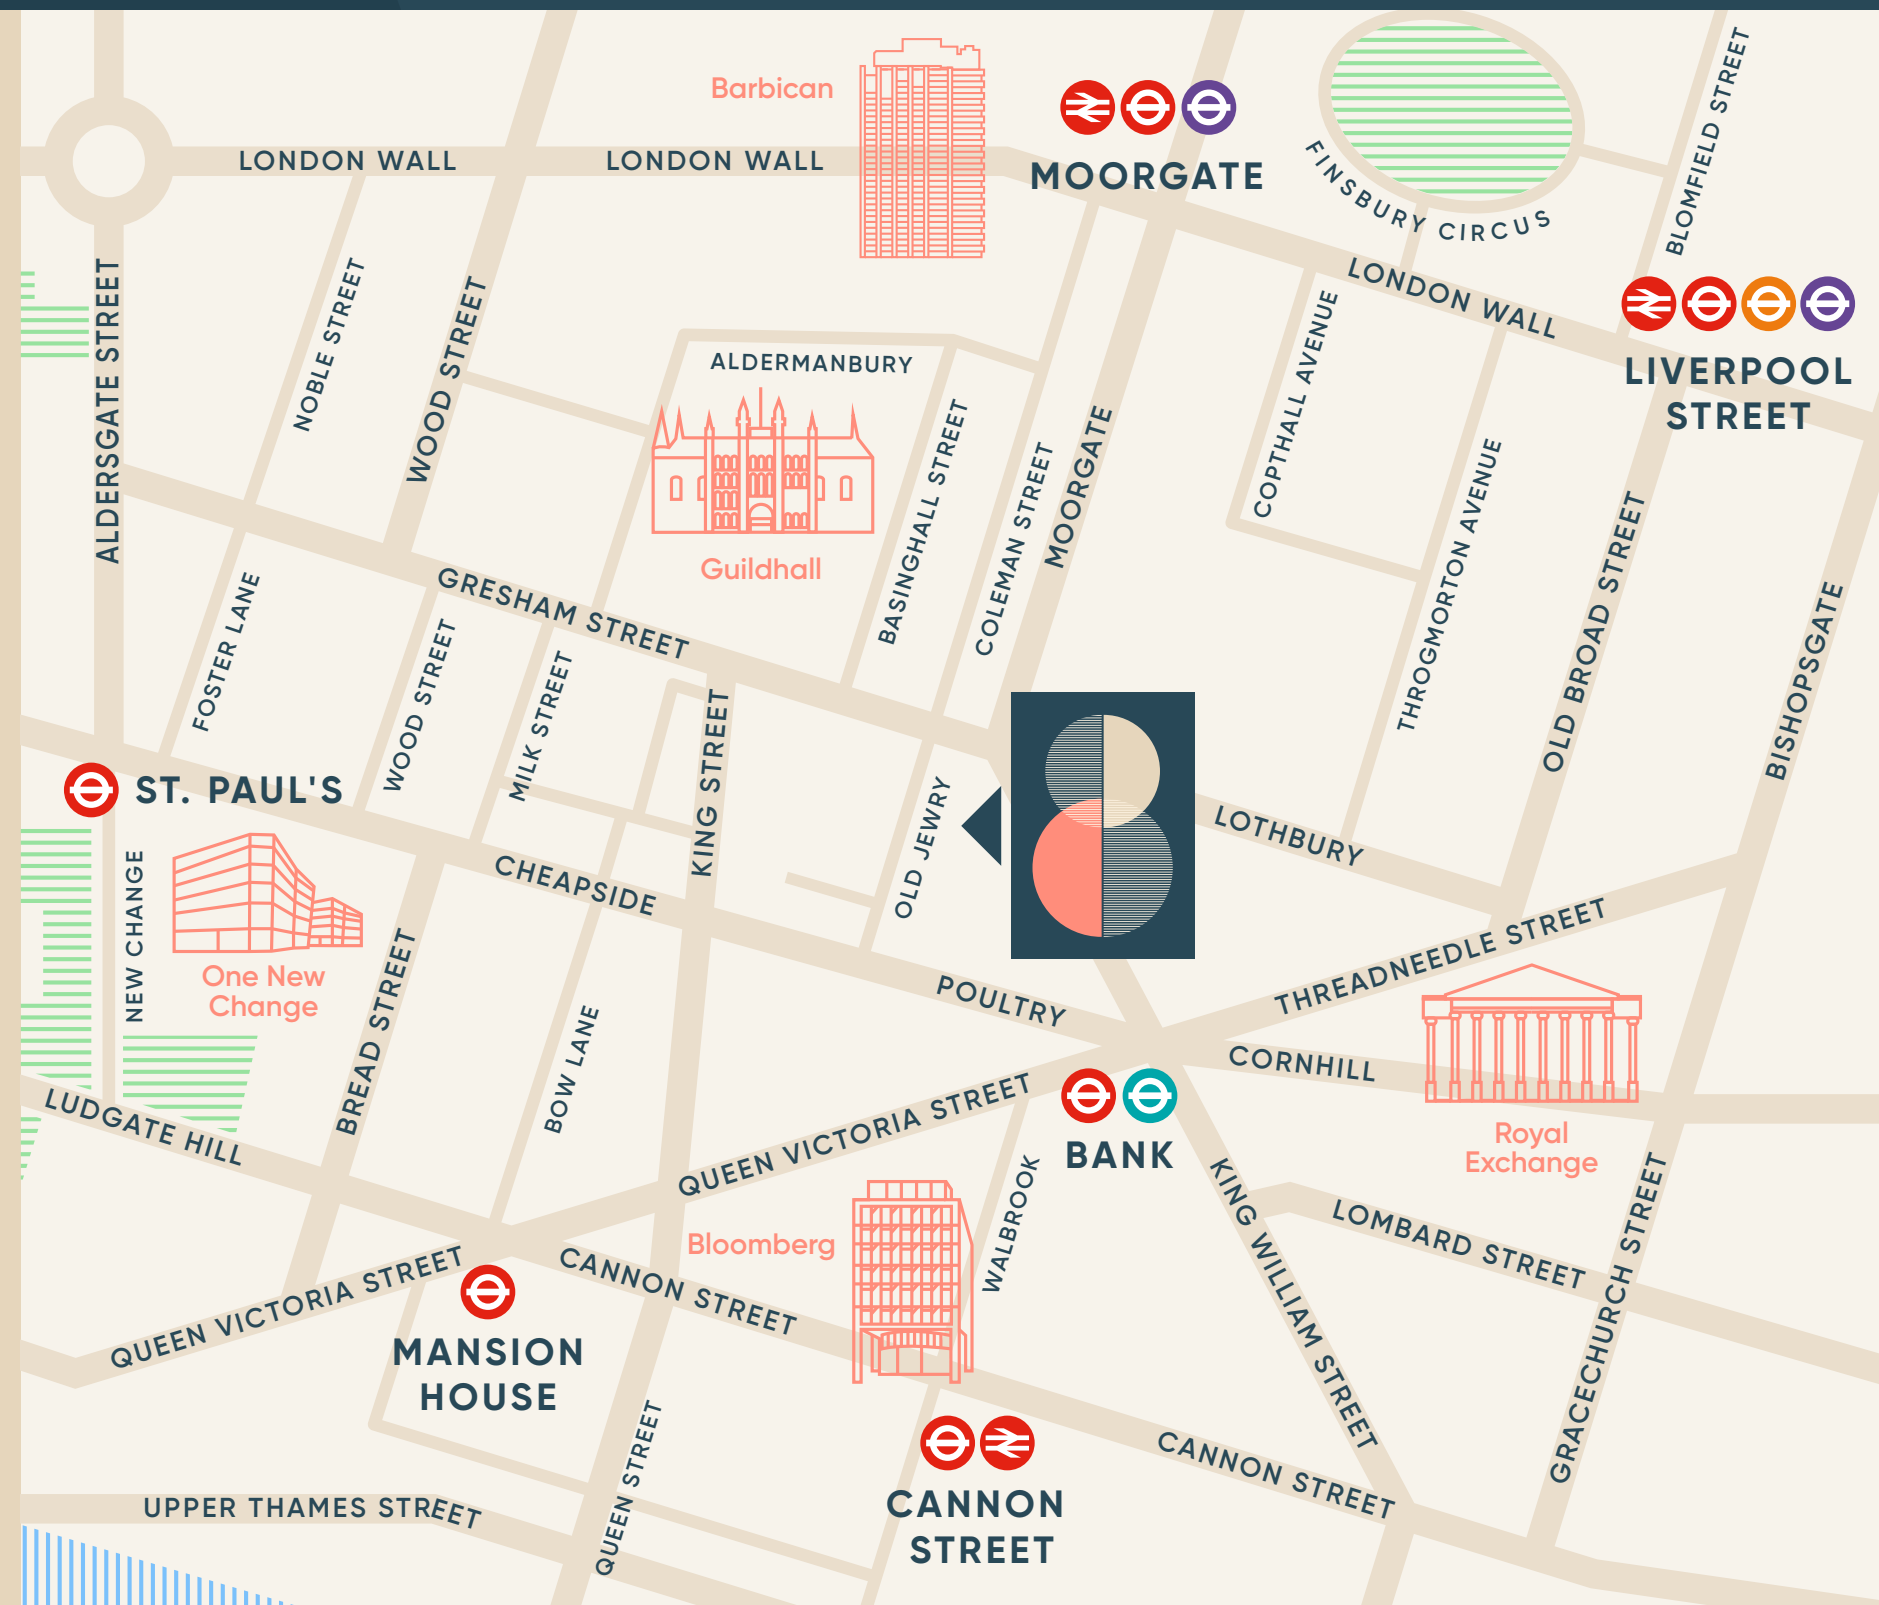 Barbican
MOORGATE
LONDON WALL
LONDON WALL
FINSBURY CIRCUS
BLOMFIELD STREET
LONDON WALL
LIVERPOOL
STREET
ALDERSGATE STREET
NOBLE STREET
WOOD STREET
ALDERMANBURY
Guildhall
BASINGHALL STREET
COLEMAN STREET
MOORGATE
COPTHALL AVENUE
THROGMORTON AVENUE
OLD BROAD STREET
BISHOPSGATE
GRESHAM STREET
FOSTER LANE
WOOD STREET
MILK STREET
KING STREET
ST. PAUL'S
CHEAPSIDE
OLD JEWRY
LOTHBURY
NEW CHANGE
One New
Change
BREAD STREET
BOW LANE
POULTRY
THREADNEEDLE STREET
CORNHILL
Royal
Exchange
LUDGATE HILL
QUEEN VICTORIA STREET
BANK
WALBROOK
Bloomberg
KING WILLIAM STREET
LOMBARD STREET
GRACECHURCH STREET
QUEEN VICTORIA STREET
MANSION
HOUSE
CANNON STREET
QUEEN STREET
CANNON
STREET
CANNON STREET
UPPER THAMES STREET